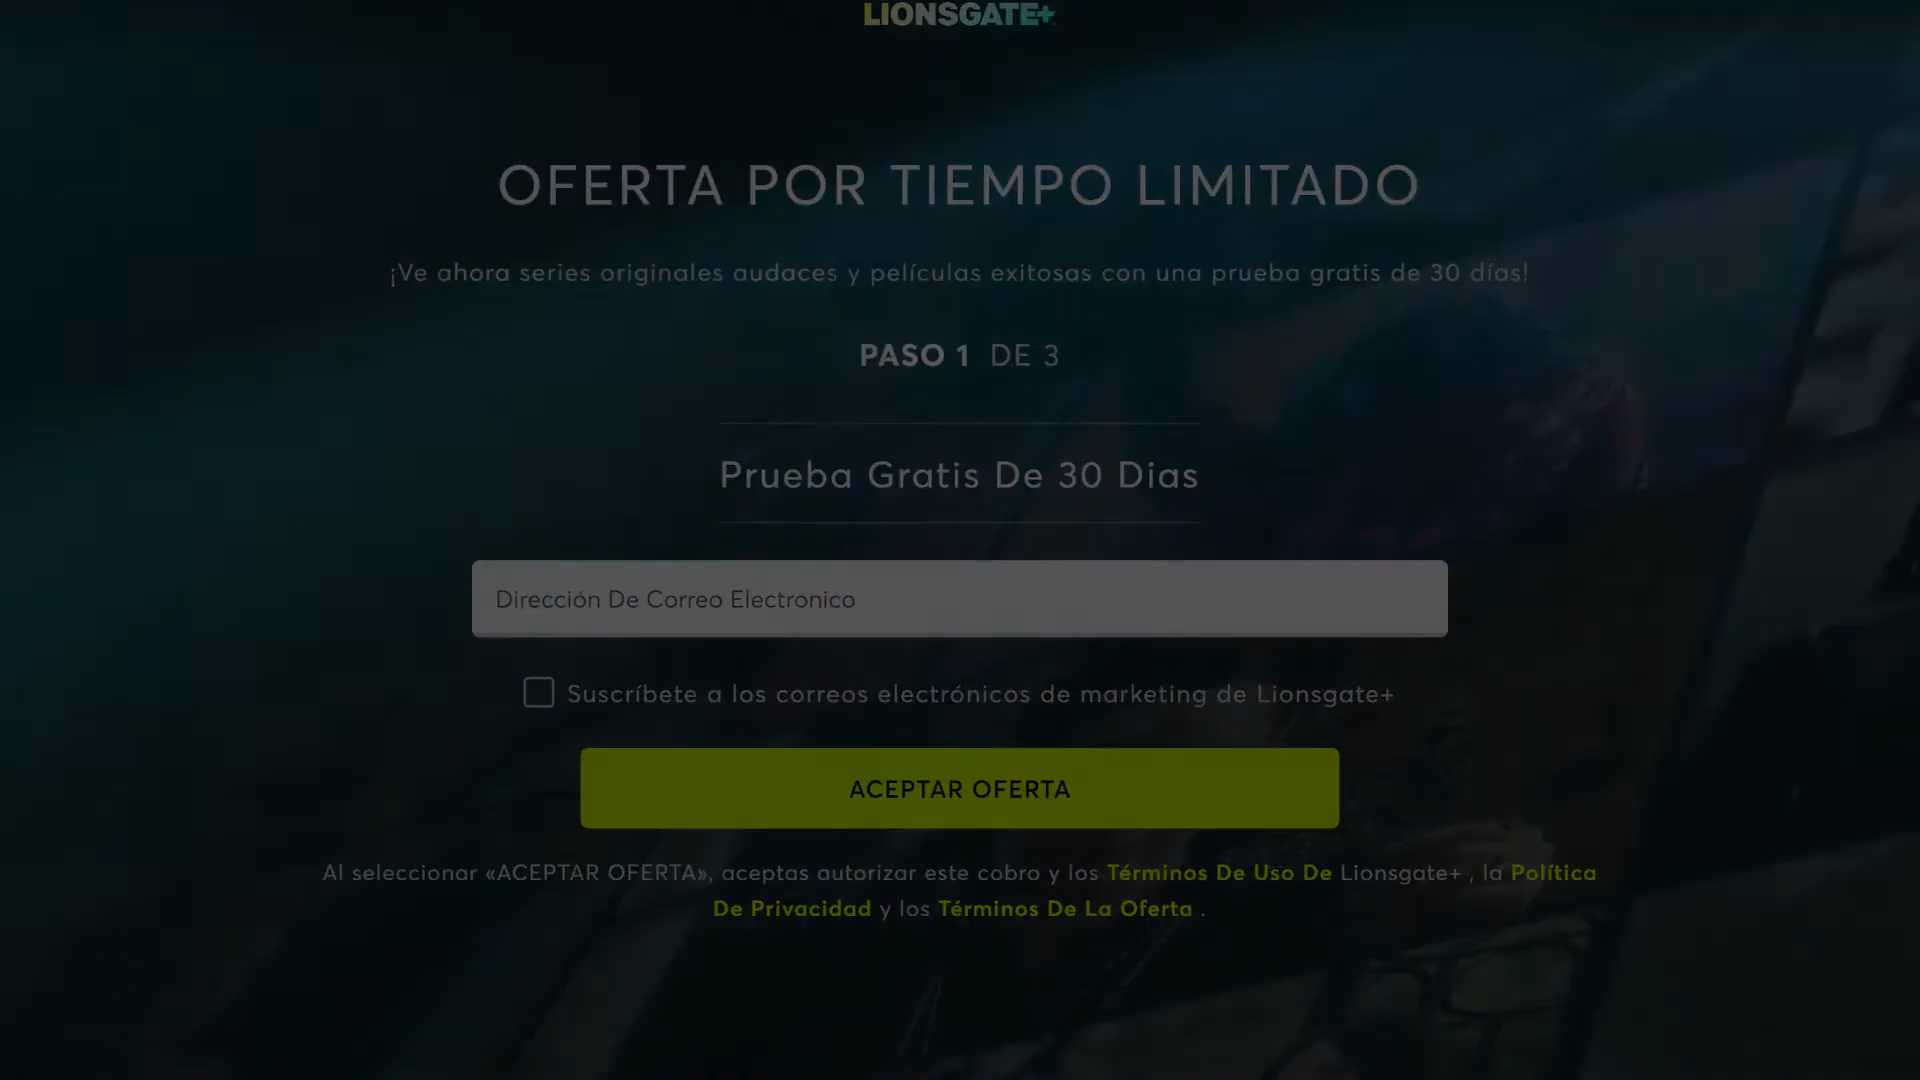 LIONSGATE+
OFERTA POR TIEMPO LIMITADO
¡Ve ahora series originales audaces y películas exitosas con una prueba gratis de 30 días!
PASO 1 DE 3
Prueba Gratis De 30 Dias
Dirección De Correo Electronico
Suscríbete a los correos electrónicos de marketing de Lionsgate+
ACEPTAR OFERTA
Al seleccionar «ACEPTAR OFERTA», aceptas autorizar este cobro y los Términos De Uso De Lionsgate+ , la Política
De Privacidad y los Términos De La Oferta .